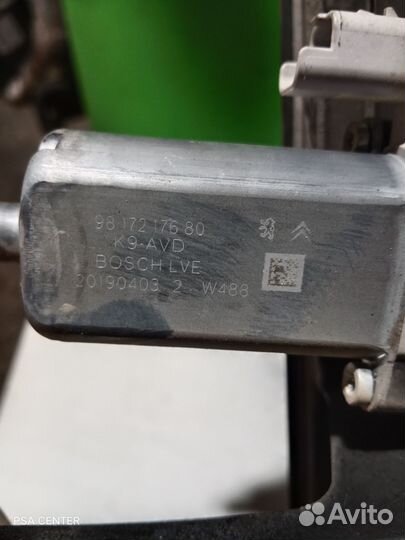 98 172 176 80
K9-AVD
BOSCH LVE
20190403 2 W488
PSA CENTER
Avito